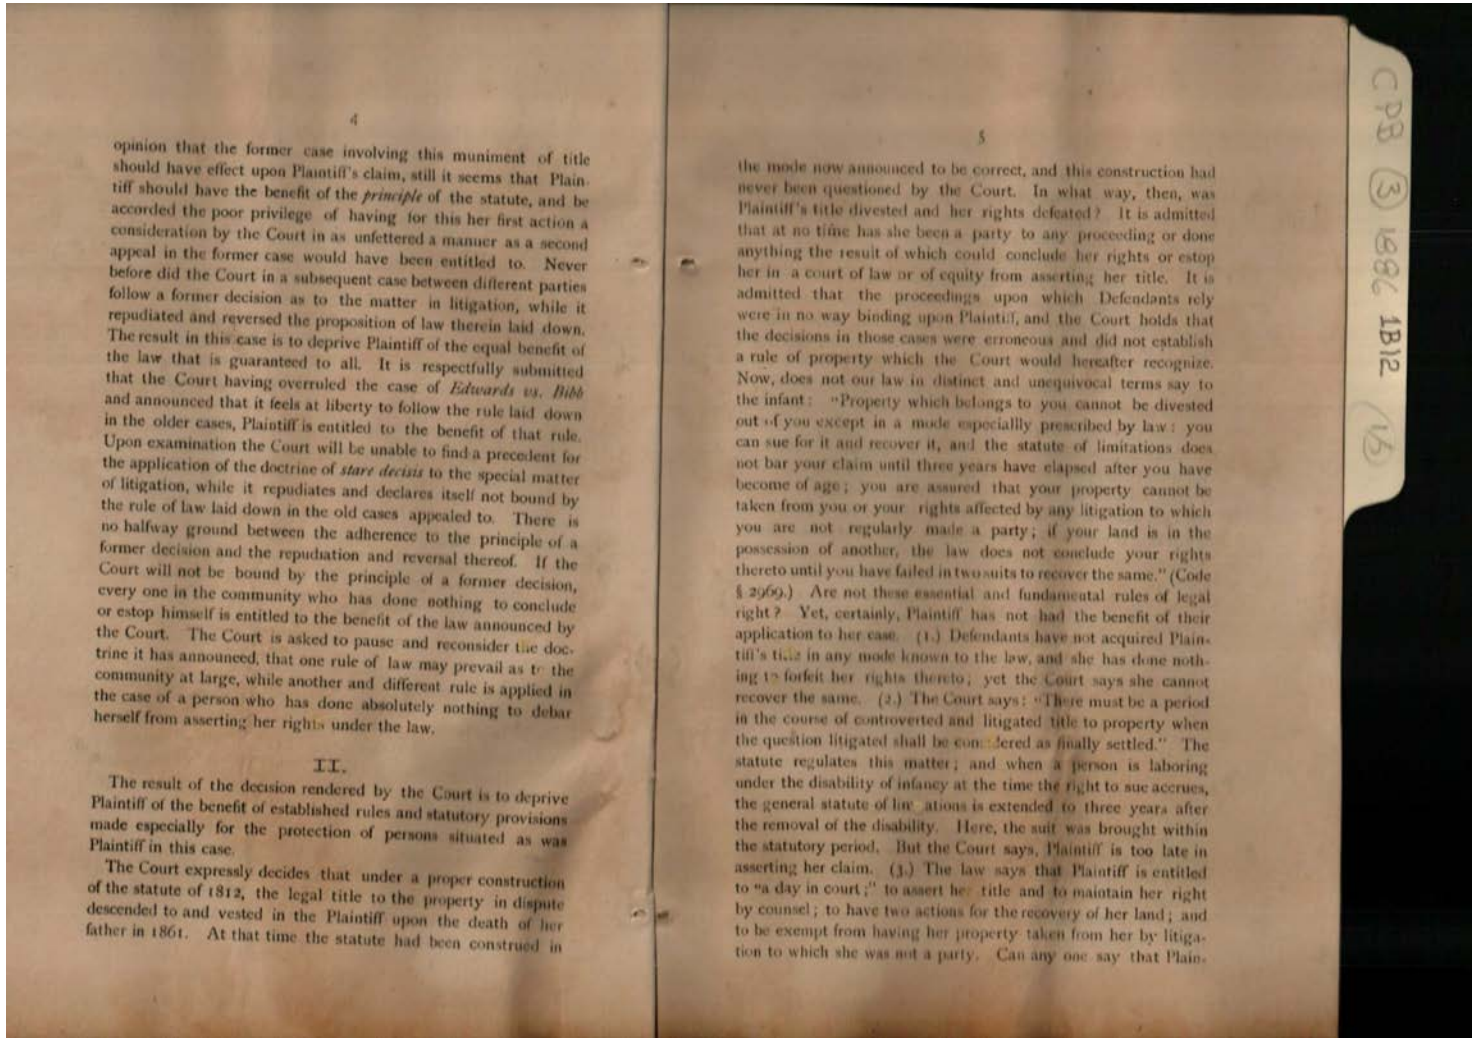 4
opinion that the former case involving this muniment of title
should have effect upon Plaintiff's claim, still it seems that Plain-
tiff should have the benefit of the principle of the statute, and be
accorded the poor privilege of having for this her first action a
consideration by the Court in as unfettered a manner as a second
appeal in the former case would have been entitled to. Never
before did the Court in a subsequent case between different parties
follow a former decision as to the matter in litigation, while it
repudiated and reversed the proposition of law therein laid down.
The result in this case is to deprive Plaintiff of the equal benefit of
the law that is guaranteed to all. It is respectfully submitted
that the Court having overruled the case of Edwards vs. Bibb
and announced that it feels at liberty to follow the rule laid down
in the older cases, Plaintiff is entitled to the benefit of that rule.
Upon examination the Court will be unable to find a precedent for
the application of the doctrine of stare decisis to the special matter
of litigation, while it repudiates and declares itself not bound by
the rule of law laid down in the old cases appealed to. There is
no halfway ground between the adherence to the principle of a
former decision and the repudiation and reversal thereof. If the
Court will not be bound by the principle of a former decision,
every one in the community who has done nothing to conclude
or estop himself is entitled to the benefit of the law announced by
the Court. The Court is asked to pause and reconsider the doc-
trine it has announced, that one rule of law may prevail as to the
community at large, while another and different rule is applied in
the case of a person who has done absolutely nothing to debar
herself from asserting her rights under the law.
II.
The result of the decision rendered by the Court is to deprive
Plaintiff of the benefit of established rules and statutory provisions
made especially for the protection of persons situated as was
Plaintiff in this case.
The Court expressly decides that under a proper construction
of the statute of 1812, the legal title to the property in dispute
descended to and vested in the Plaintiff upon the death of her
father in 1861. At that time the statute had been construed in
5
the mode now announced to be correct, and this construction had
never been questioned by the Court. In what way, then, was
Plaintiff's title divested and her rights defeated? It is admitted
that at no time has she been a party to any proceeding or done
anything the result of which could conclude her rights or estop
her in a court of law or of equity from asserting her title. It is
admitted that the proceedings upon which Defendants rely
were in no way binding upon Plaintiff, and the Court holds that
the decisions in those cases were erroneous and did not establish
a rule of property which the Court would hereafter recognize.
Now, does not our law in distinct and unequivocal terms say to
the infant: "Property which belongs to you cannot be divested
out of you except in a mode especiallly prescribed by law: you
can sue for it and recover it, and the statute of limitations does
not bar your claim until three years have elapsed after you have
become of age; you are assured that your property cannot be
taken from you or your rights affected by any litigation to which
you are not regularly made a party; if your land is in the
possession of another, the law does not conclude your rights
thereto until you have failed in two suits to recover the same." (Code
§ 2969.) Are not these essential and fundamental rules of legal
right? Yet, certainly, Plaintiff has not had the benefit of their
application to her case. (1.) Defendants have not acquired Plain-
tiff's title in any mode known to the law, and she has done noth-
ing to forfeit her rights thereto; yet the Court says she cannot
recover the same. (2.) The Court says: "There must be a period
in the course of controverted and litigated title to property when
the question litigated shall be considered as finally settled." The
statute regulates this matter; and when a person is laboring
under the disability of infancy at the time the right to sue accrues,
the general statute of limitations is extended to three years after
the removal of the disability. Here, the suit was brought within
the statutory period. But the Court says, Plaintiff is too late in
asserting her claim. (3.) The law says that Plaintiff is entitled
to "a day in court;" to assert her title and to maintain her right
by counsel; to have two actions for the recovery of her land; and
to be exempt from having her property taken from her by litiga-
tion to which she was not a party. Can any one say that Plain-
CPB (3) 1886 1B12 (1/5)